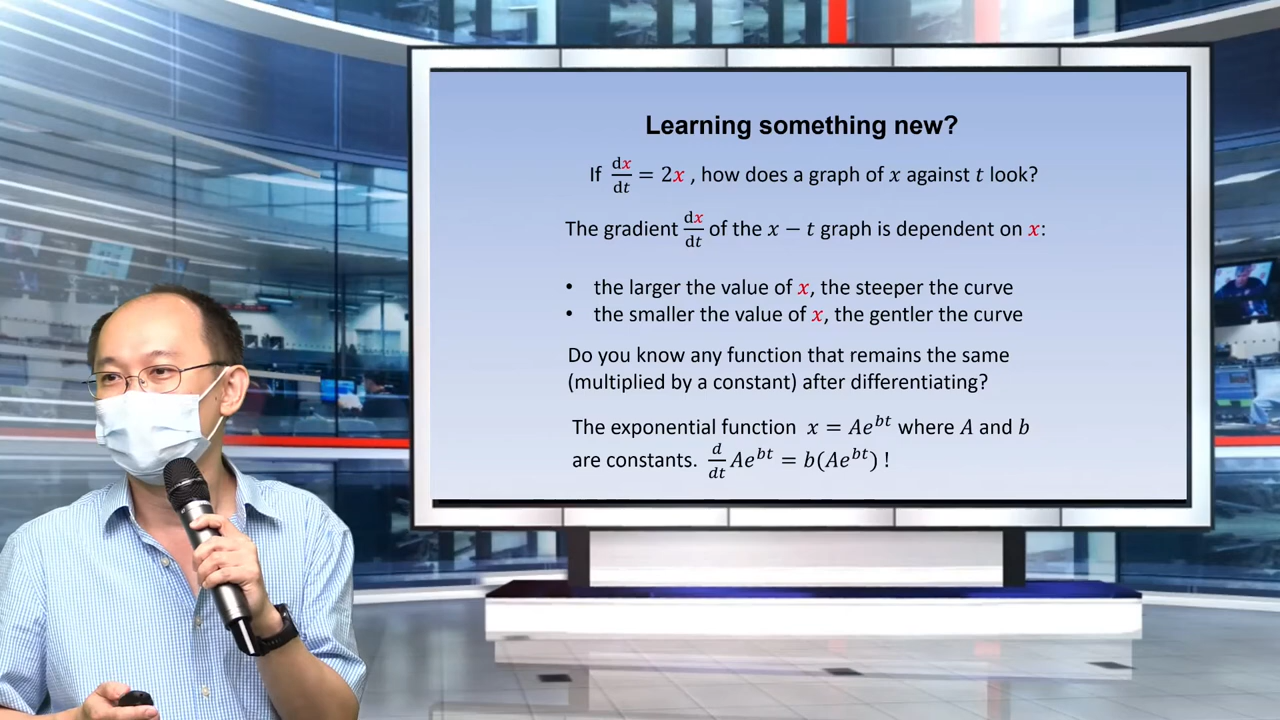 Learning something new?
If dx/dt = 2x , how does a graph of x against t look?
The gradient dx/dt of the x − t graph is dependent on x:
• the larger the value of x, the steeper the curve
• the smaller the value of x, the gentler the curve
Do you know any function that remains the same
(multiplied by a constant) after differentiating?
The exponential function x = Ae^{bt} where A and b
are constants. d/dt Ae^{bt} = b(Ae^{bt}) !